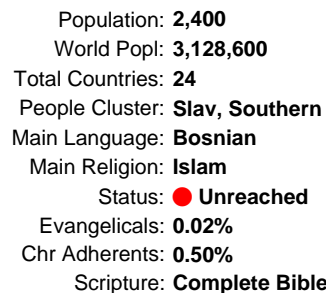 Population: 2,400
World Popl: 3,128,600
Total Countries: 24
People Cluster: Slav, Southern
Main Language: Bosnian
Main Religion: Islam
Status: Unreached
Evangelicals: 0.02%
Chr Adherents: 0.50%
Scripture: Complete Bible